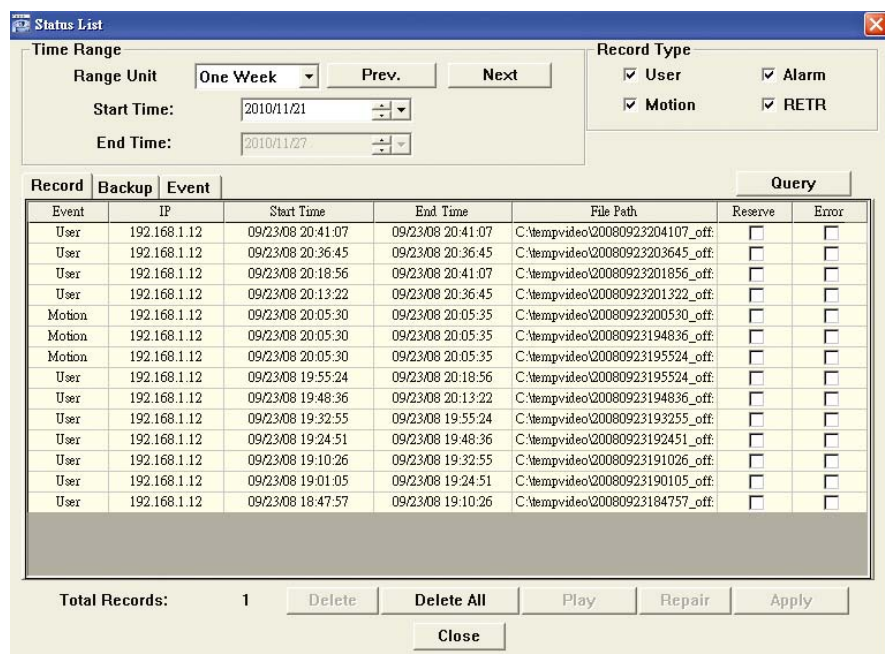 Status List
Time Range
Record Type
Range Unit One Week Prev. Next
User Alarm
Start Time: 2010/11/21
Motion RETR
End Time: 2010/11/27
Record Backup Event Query
Event IP Start Time End Time File Path Reserve Error
User 192.168.1.12 09/23/08 20:41:07 09/23/08 20:41:07 C:\tempvideo\20080923204107_off:
User 192.168.1.12 09/23/08 20:36:45 09/23/08 20:36:45 C:\tempvideo\20080923203645_off:
User 192.168.1.12 09/23/08 20:18:56 09/23/08 20:41:07 C:\tempvideo\20080923201856_off:
User 192.168.1.12 09/23/08 20:13:22 09/23/08 20:36:45 C:\tempvideo\20080923201322_off:
Motion 192.168.1.12 09/23/08 20:05:30 09/23/08 20:05:35 C:\tempvideo\20080923200530_off:
Motion 192.168.1.12 09/23/08 20:05:30 09/23/08 20:05:35 C:\tempvideo\20080923194836_off:
Motion 192.168.1.12 09/23/08 20:05:30 09/23/08 20:05:35 C:\tempvideo\20080923195524_off:
User 192.168.1.12 09/23/08 19:55:24 09/23/08 20:18:56 C:\tempvideo\20080923195524_off:
User 192.168.1.12 09/23/08 19:48:36 09/23/08 20:13:22 C:\tempvideo\20080923194836_off:
User 192.168.1.12 09/23/08 19:32:55 09/23/08 19:55:24 C:\tempvideo\20080923193255_off:
User 192.168.1.12 09/23/08 19:24:51 09/23/08 19:48:36 C:\tempvideo\20080923192451_off:
User 192.168.1.12 09/23/08 19:10:26 09/23/08 19:32:55 C:\tempvideo\20080923191026_off:
User 192.168.1.12 09/23/08 19:01:05 09/23/08 19:24:51 C:\tempvideo\20080923190105_off:
User 192.168.1.12 09/23/08 18:47:57 09/23/08 19:10:26 C:\tempvideo\20080923184757_off:
Total Records: 1 Delete Delete All Play Repair Apply
Close